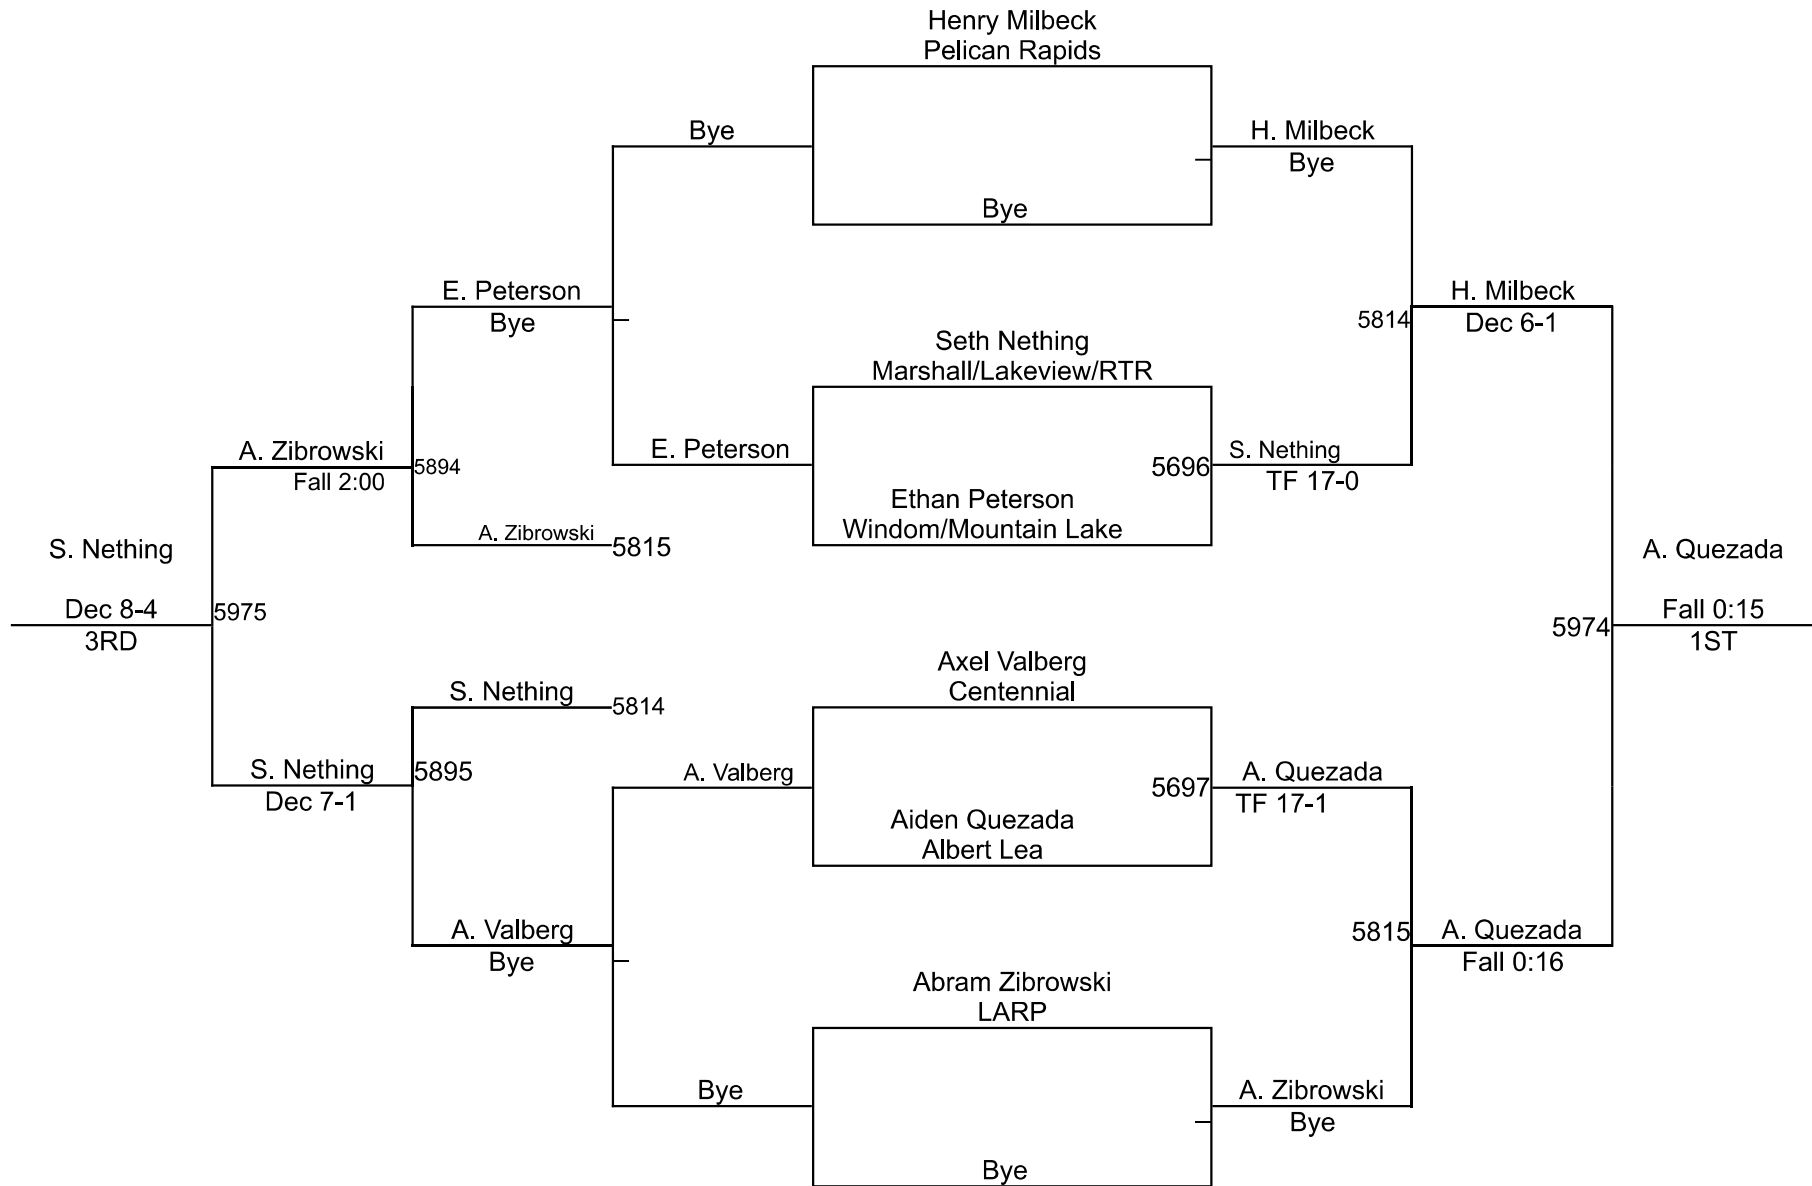 Henry Milbeck
Pelican Rapids
Bye
H. Milbeck
Bye
Bye
E. Peterson
Bye
H. Milbeck
Dec 6-1
5814
Seth Nething
Marshall/Lakeview/RTR
A. Zibrowski
Fall 2:00
5894
E. Peterson
5696
S. Nething
TF 17-0
Ethan Peterson
Windom/Mountain Lake
A. Zibrowski
5815
S. Nething
Dec 8-4
3RD
5975
A. Quezada
Fall 0:15
1ST
5974
Axel Valberg
Centennial
S. Nething
5814
S. Nething
Dec 7-1
5895
A. Valberg
5697
A. Quezada
TF 17-1
Aiden Quezada
Albert Lea
A. Valberg
Bye
5815
A. Quezada
Fall 0:16
Abram Zibrowski
LARP
Bye
A. Zibrowski
Bye
Bye